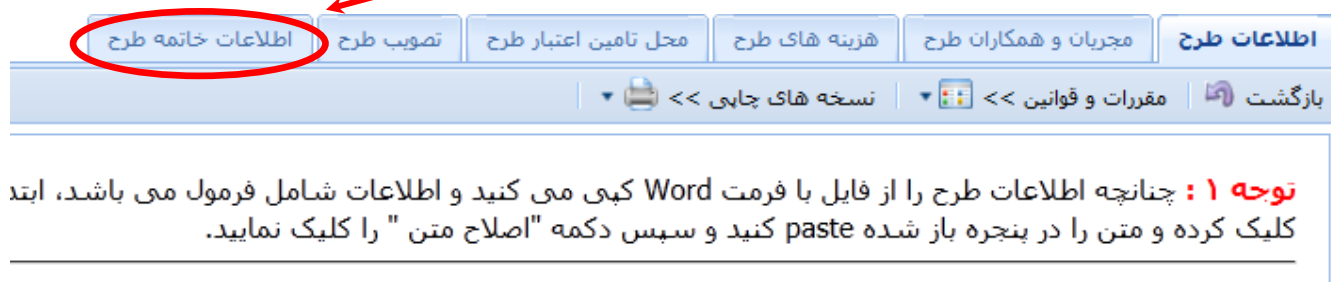 اطلاعات طرح مجریان و همکاران طرح هزینه های طرح محل تامین اعتبار طرح تصویب طرح اطلاعات خاتمه طرح
بازگشت مقررات و قوانین >> نسخه های چاپی >>
توجه ۱ : چنانچه اطلاعات طرح را از فایل با فرمت Word کپی می کنید و اطلاعات شامل فرمول می باشد، ابتد
کلیک کرده و متن را در پنجره باز شده paste کنید و سپس دکمه "اصلاح متن " را کلیک نمایید.